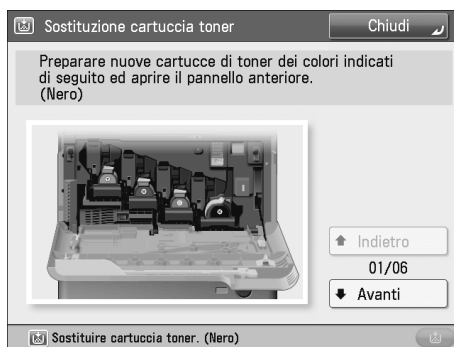 Sostituzione cartuccia toner
Chiudi
Preparare nuove cartucce di toner dei colori indicati
di seguito ed aprire il pannello anteriore.
(Nero)
Indietro
01/06
Avanti
Sostituire cartuccia toner. (Nero)